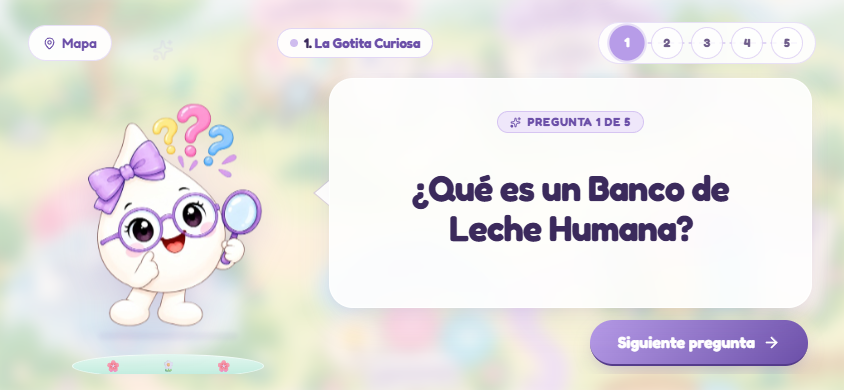 Mapa
1. La Gotita Curiosa
1 2 3 4 5
PREGUNTA 1 DE 5
¿Qué es un Banco de
Leche Humana?
Siguiente pregunta